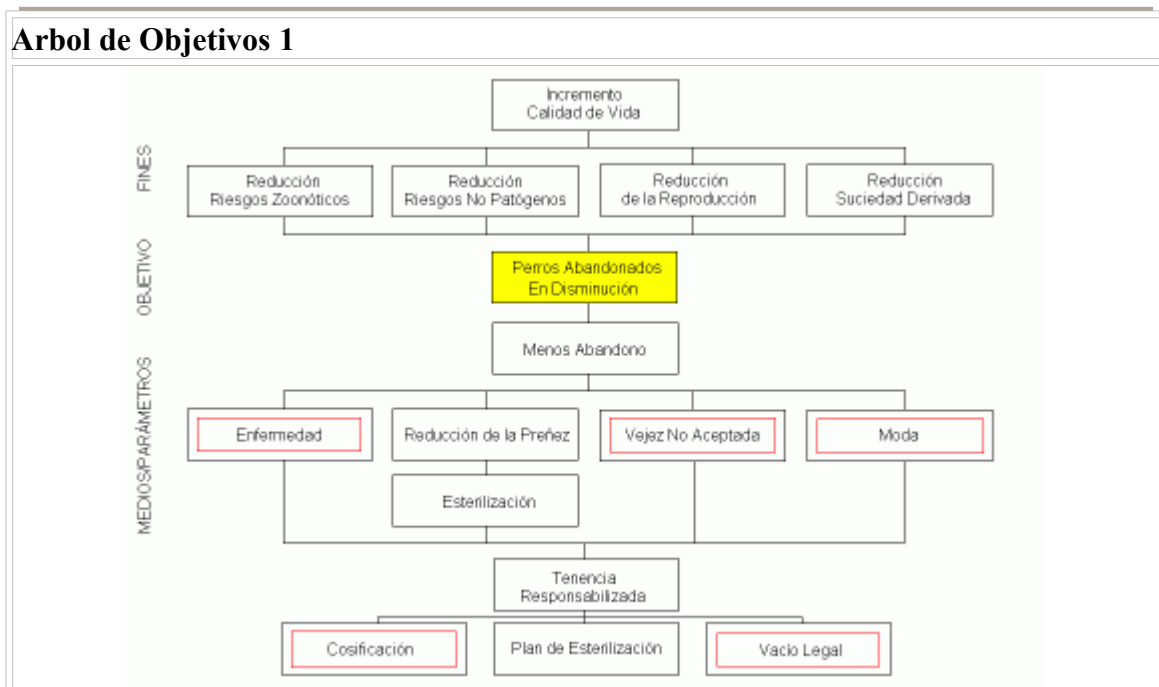 Arbol de Objetivos 1
Incremento
Calidad de Vida
FINES
Reducción
Riesgos Zoonóticos
Reducción
Riesgos No Patógenos
Reducción
de la Reproducción
Reducción
Suciedad Derivada
OBJETIVO
Perros Abandonados
En Disminución
Menos Abandono
MEDIOS/PARÁMETROS
Enfermedad
Reducción de la Preñez
Vejez No Aceptada
Moda
Esterilización
Tenencia
Responsabilizada
Cosificación
Plan de Esterilización
Vacío Legal